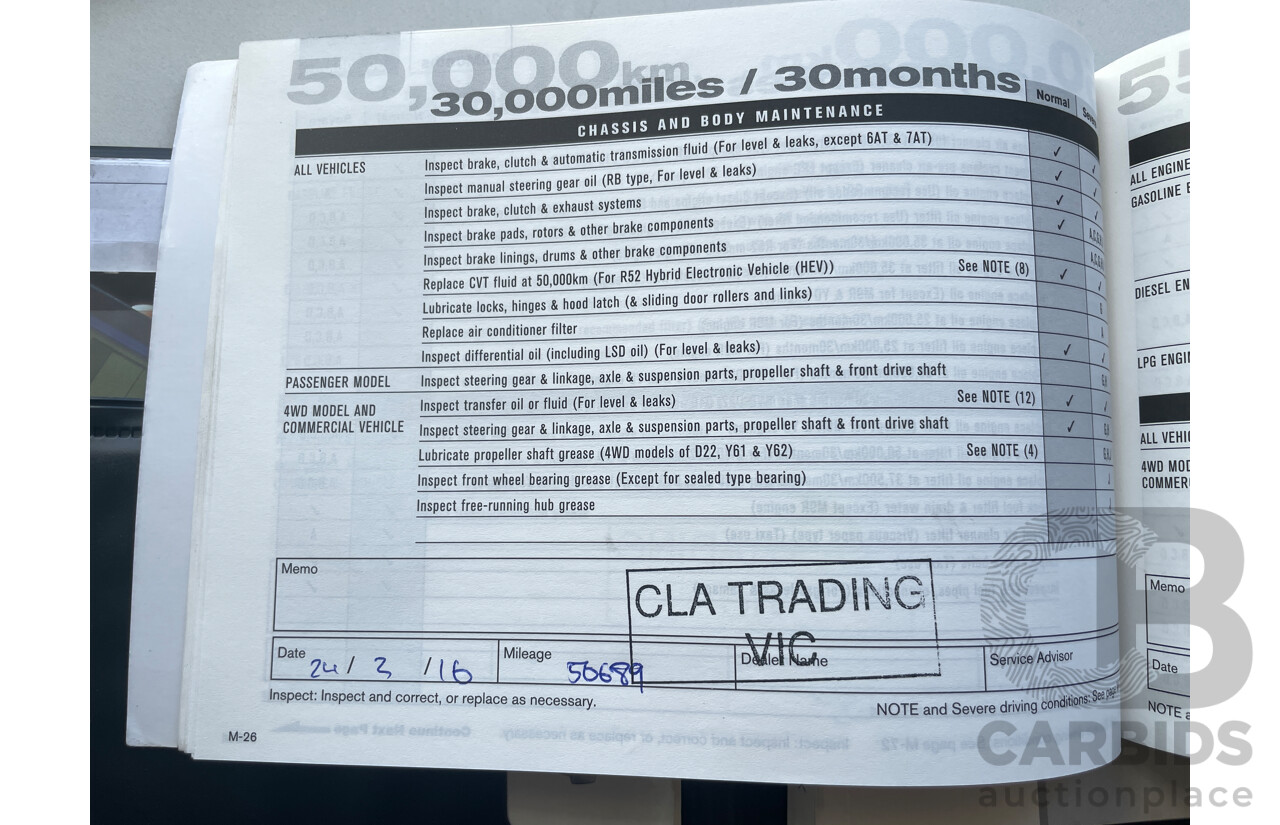 50,000km
30,000miles / 30months
Normal
CHASSIS AND BODY MAINTENANCE
ALL VEHICLES
Inspect brake, clutch & automatic transmission fluid (For level & leaks, except 6AT & 7AT) ✓
Inspect manual steering gear oil (RB type, For level & leaks) ✓
Inspect brake, clutch & exhaust systems ✓
Inspect brake pads, rotors & other brake components ✓
Inspect brake linings, drums & other brake components
Replace CVT fluid at 50,000km (For R52 Hybrid Electronic Vehicle (HEV)) See NOTE (8) ✓
Lubricate locks, hinges & hood latch (& sliding door rollers and links)
Replace air conditioner filter
Inspect differential oil (including LSD oil) (For level & leaks) ✓
PASSENGER MODEL Inspect steering gear & linkage, axle & suspension parts, propeller shaft & front drive shaft
4WD MODEL AND
COMMERCIAL VEHICLE
Inspect transfer oil or fluid (For level & leaks) See NOTE (12) ✓
Inspect steering gear & linkage, axle & suspension parts, propeller shaft & front drive shaft ✓
Lubricate propeller shaft grease (4WD models of D22, Y61 & Y62) See NOTE (4)
Inspect front wheel bearing grease (Except for sealed type bearing)
Inspect free-running hub grease
Memo
CLA TRADING
VIC
Date 24/3/16
Mileage 50689
Dealer Name
Service Advisor
Inspect: Inspect and correct, or replace as necessary.
NOTE and Severe driving conditions: See
M-26
ALL ENGINE
GASOLINE
DIESEL EN
LPG ENGI
ALL VEHI
4WD MO
COMMER
Memo
Date
NOTE
CB
CARBIDS
auctionplace